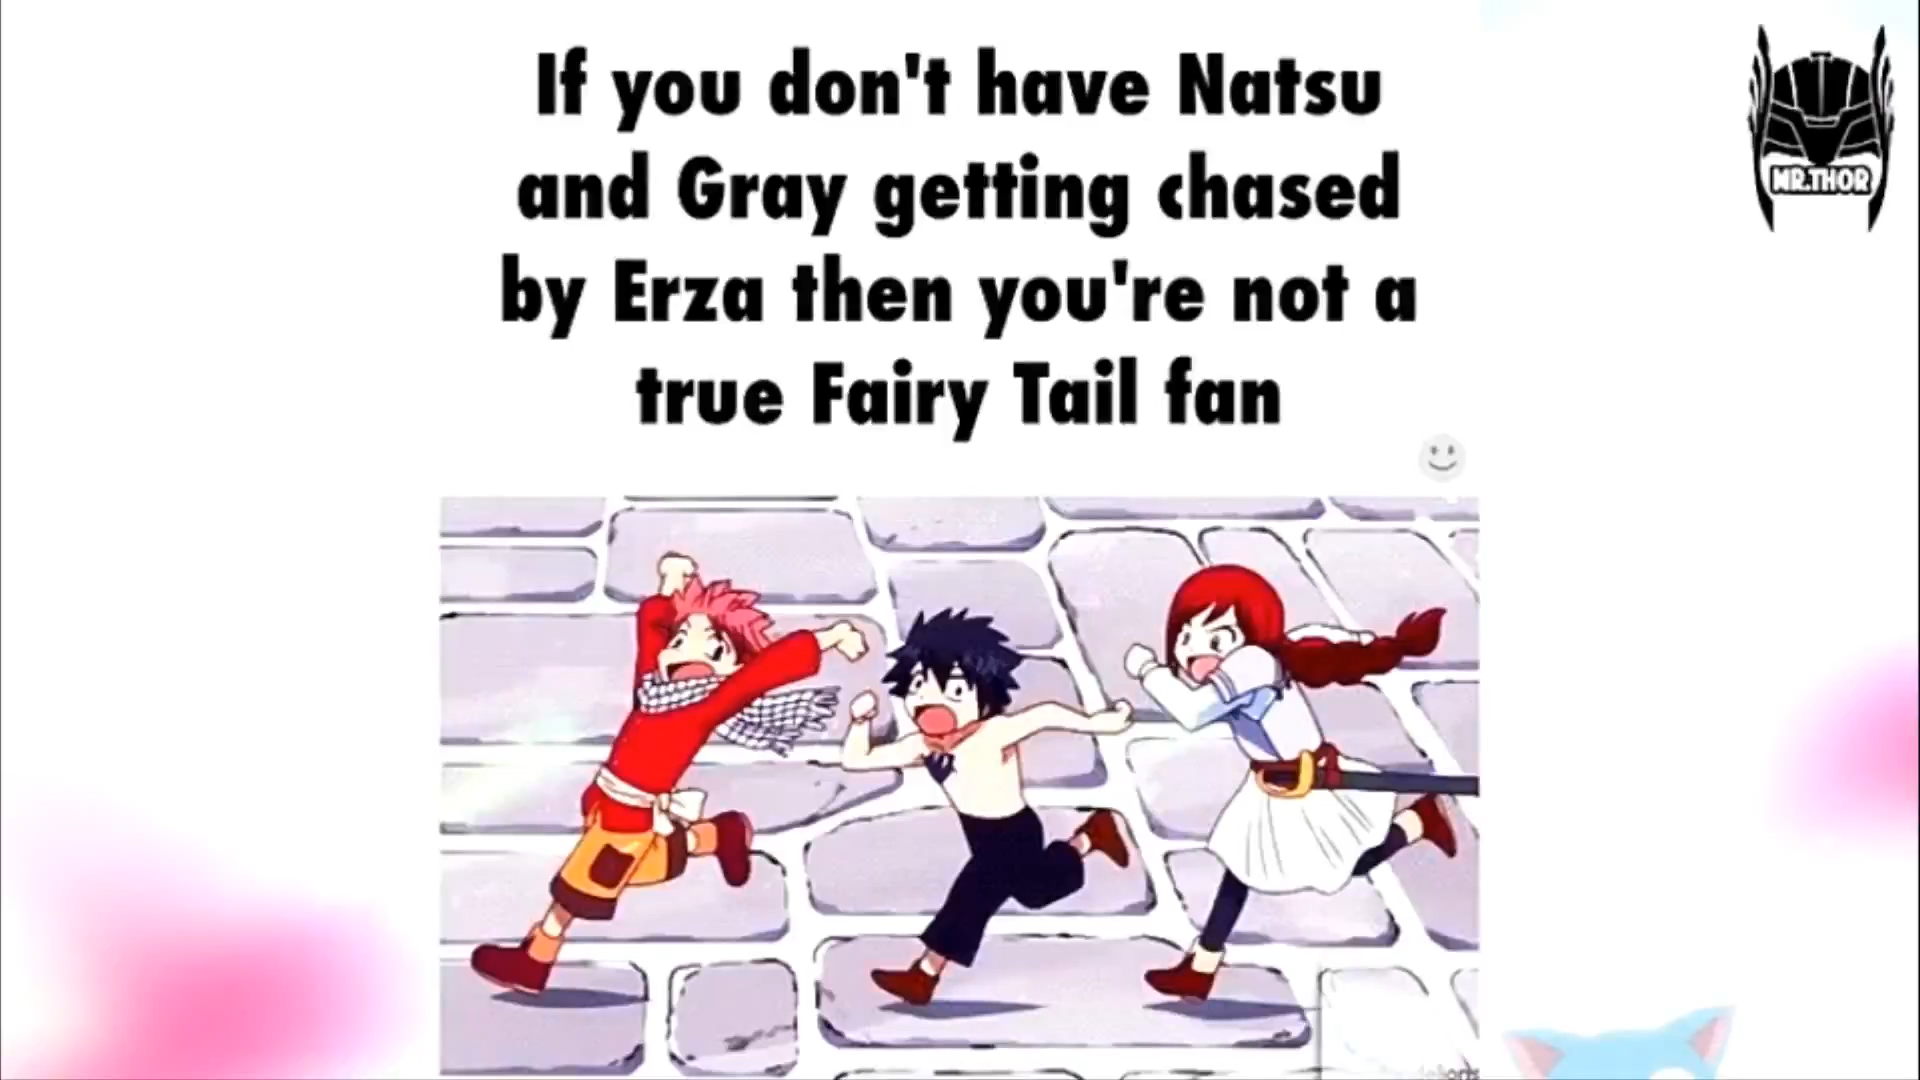 If you don't have Natsu
and Gray getting chased
by Erza then you're not a
true Fairy Tail fan
MR.THOR